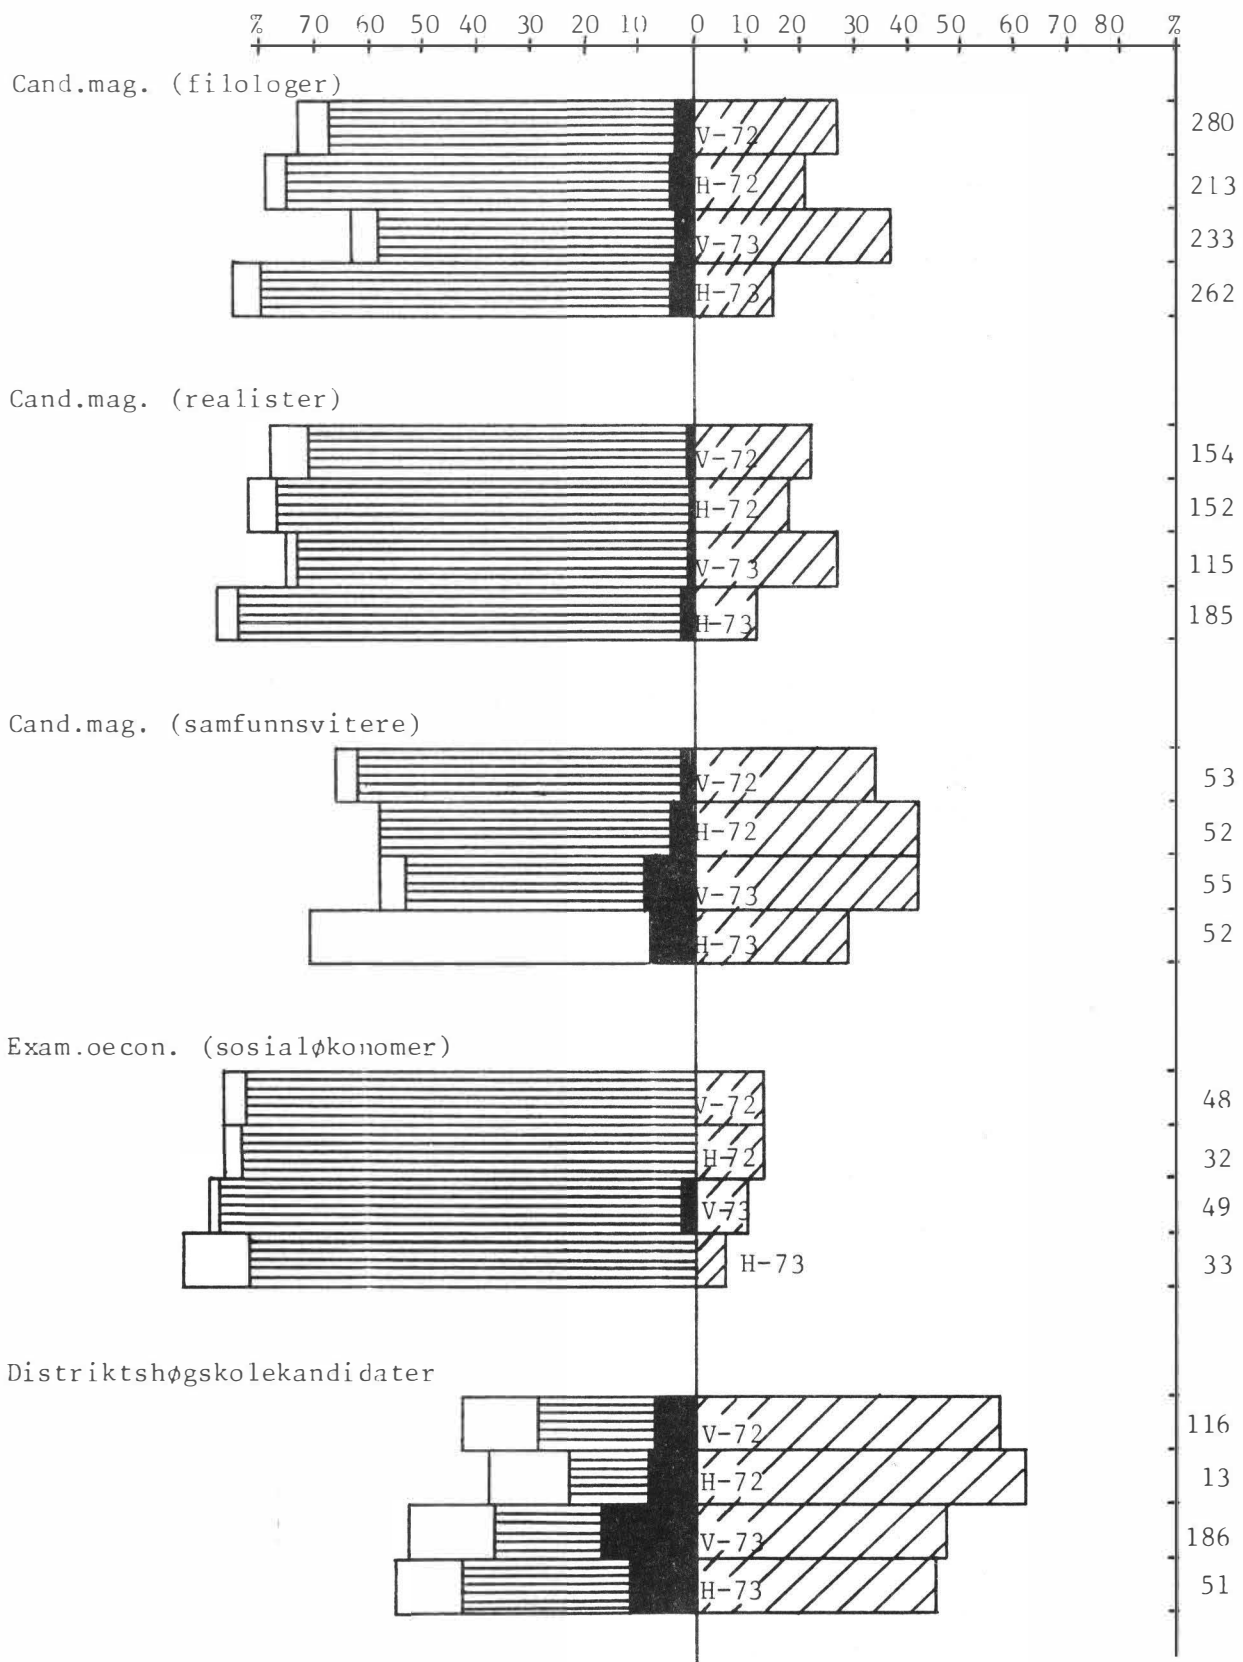 % 70 60 50 40 30 20 10 0 10 20 30 40 50 60 70 80 %
Cand.mag. (filologer)
V-72 280
H-72 213
V-73 233
H-73 262
Cand.mag. (realister)
V-72 154
H-72 152
V-73 115
H-73 185
Cand.mag. (samfunnsvitere)
V-72 53
H-72 52
V-73 55
H-73 52
Exam.oecon. (sosialøkonomer)
V-72 48
H-72 32
V-73 49
H-73 33
Distriktshøgskolekandidater
V-72 116
H-72 13
V-73 186
H-73 51